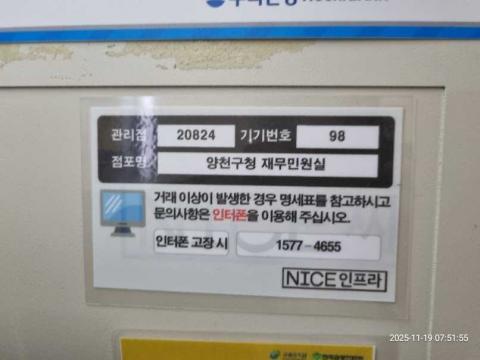 우리은행
관리점 20824 기기번호 98
점포명 양천구청 재무민원실
거래 이상이 발생한 경우 명세표를 참고하시고
문의사항은 인터폰을 이용해 주십시오.
인터폰 고장 시 1577-4655
NICE인프라
2025-11-19 07:51:55